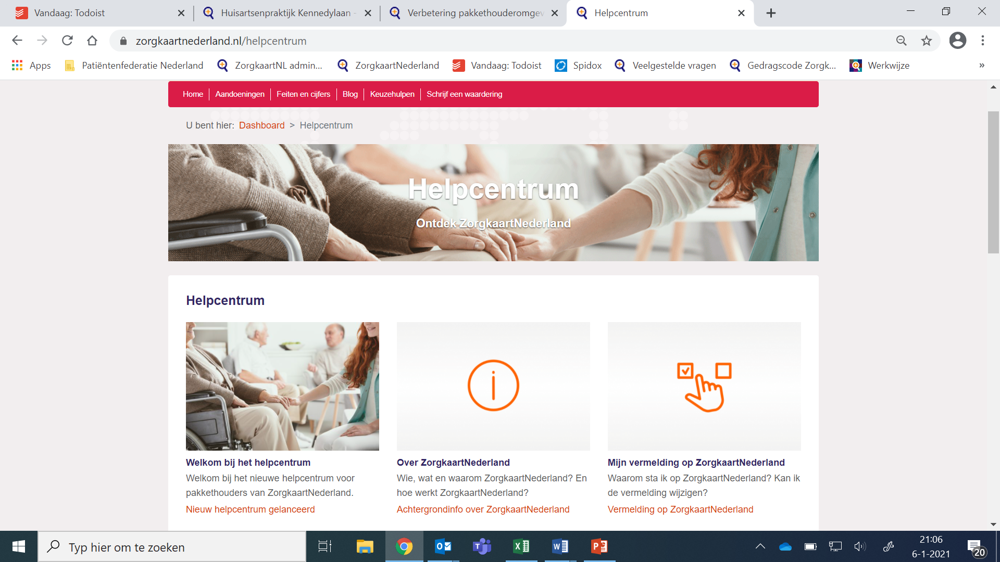 Vandaag: Todoist
Huisartsenpraktijk Kennedylaan -
Verbetering pakkethouderomgev
Helpcentrum
zorgkaartnederland.nl/helpcentrum
Apps
Patiëntenfederatie Nederland
ZorgkaartNL admin...
ZorgkaartNederland
Vandaag: Todoist
Spidox
Veelgestelde vragen
Gedragscode Zorgk...
Werkwijze
»
Home
Aandoeningen
Feiten en cijfers
Blog
Keuzehulpen
Schrijf een waardering
U bent hier: Dashboard > Helpcentrum
Helpcentrum
Ontdek ZorgkaartNederland
Helpcentrum
Welkom bij het helpcentrum
Welkom bij het nieuwe helpcentrum voor
pakkethouders van ZorgkaartNederland.
Nieuw helpcentrum gelanceerd
Over ZorgkaartNederland
Wie, wat en waarom ZorgkaartNederland? En
hoe werkt ZorgkaartNederland?
Achtergrondinfo over ZorgkaartNederland
Mijn vermelding op ZorgkaartNederland
Waarom sta ik op ZorgkaartNederland? Kan ik
de vermelding wijzigen?
Vermelding op ZorgkaartNederland
Typ hier om te zoeken
21:06
6-1-2021
20